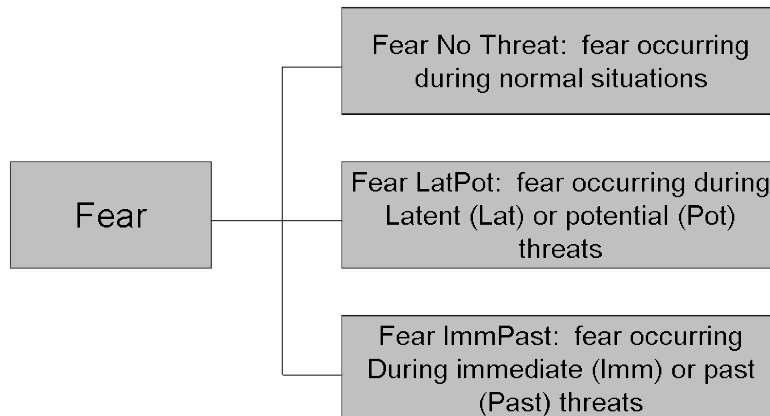 Fear
Fear No Threat: fear occurring
during normal situations
Fear LatPot: fear occurring during
Latent (Lat) or potential (Pot)
threats
Fear ImmPast: fear occurring
During immediate (Imm) or past
(Past) threats